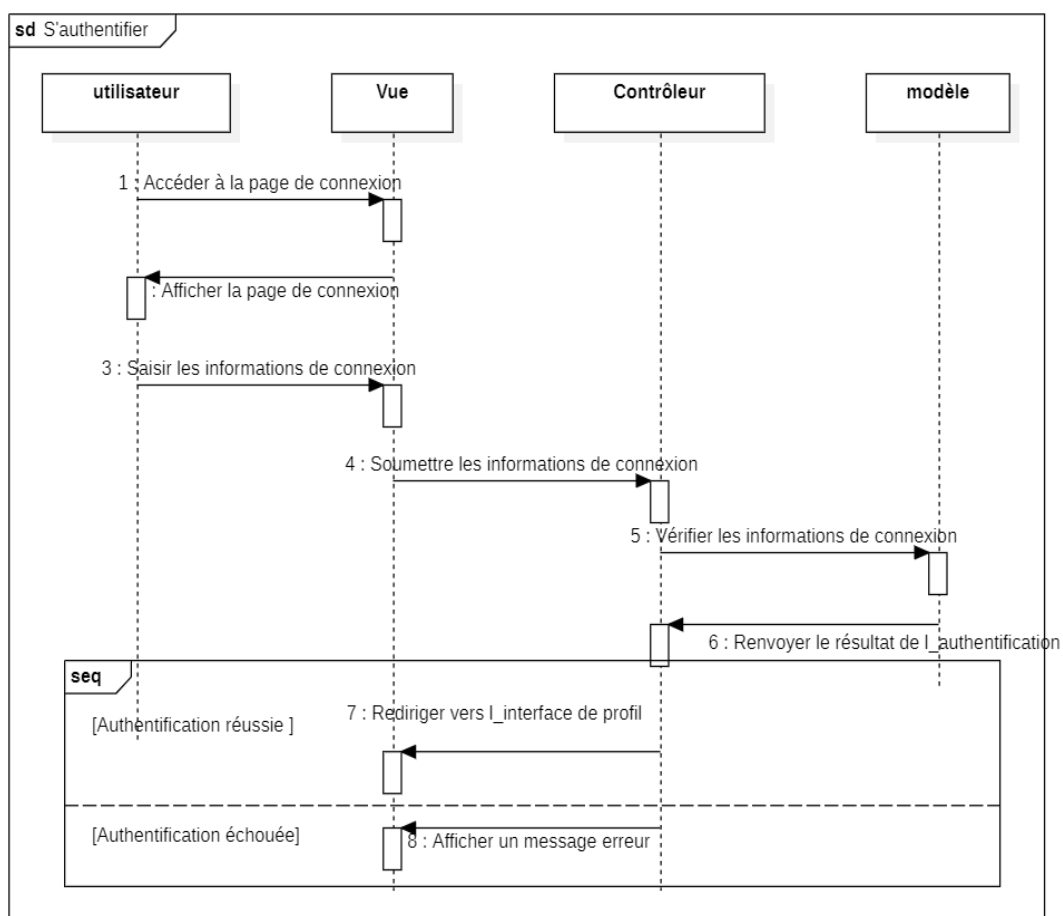 sd S'authentifier
utilisateur
Vue
Contrôleur
modèle
1 : Accéder à la page de connexion
: Afficher la page de connexion
3 : Saisir les informations de connexion
4 : Soumettre les informations de connexion
5 : Vérifier les informations de connexion
6 : Renvoyer le résultat de l_authentification
seq
[Authentification réussie ]
7 : Rediriger vers l_interface de profil
[Authentification échouée]
8 : Afficher un message erreur